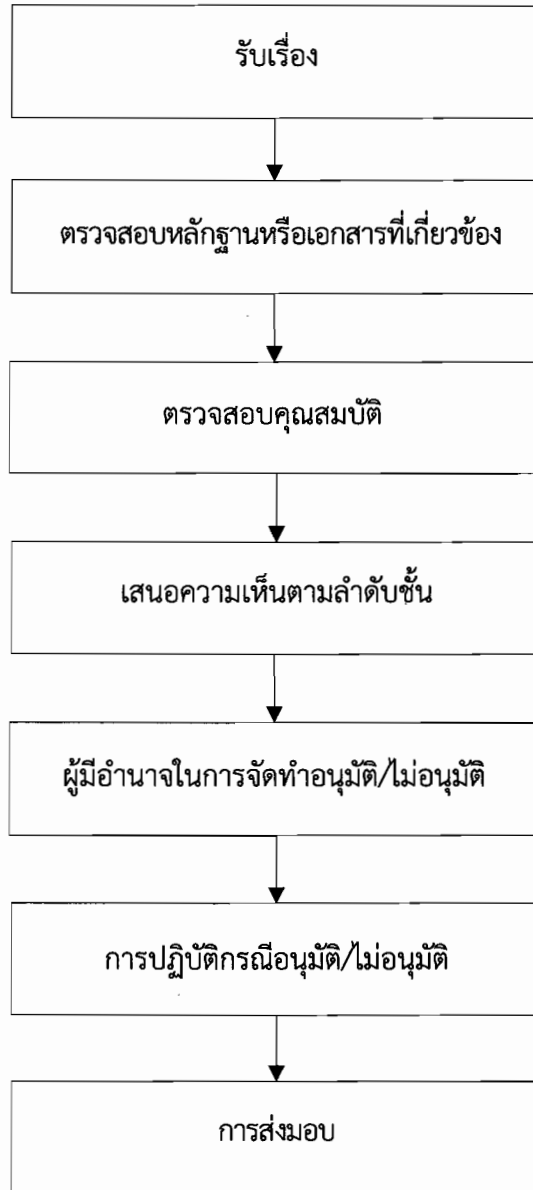 รับเรื่อง
ตรวจสอบหลักฐานหรือเอกสารที่เกี่ยวข้อง
ตรวจสอบคุณสมบัติ
เสนอความเห็นตามลำดับชั้น
ผู้มีอำนาจในการจัดทำอนุมัติ/ไม่อนุมัติ
การปฏิบัติกรณีอนุมัติ/ไม่อนุมัติ
การส่งมอบ